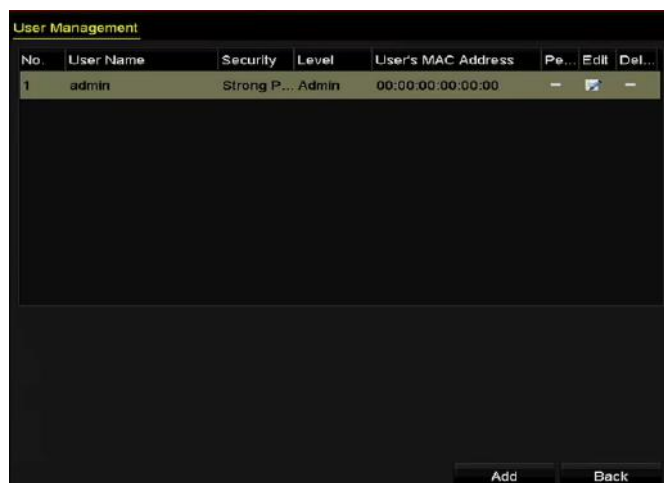 User Management
No. User Name Security Level User's MAC Address Pe... Edit Del...
1 admin Strong P... Admin 00:00:00:00:00:00 — —
Add Back